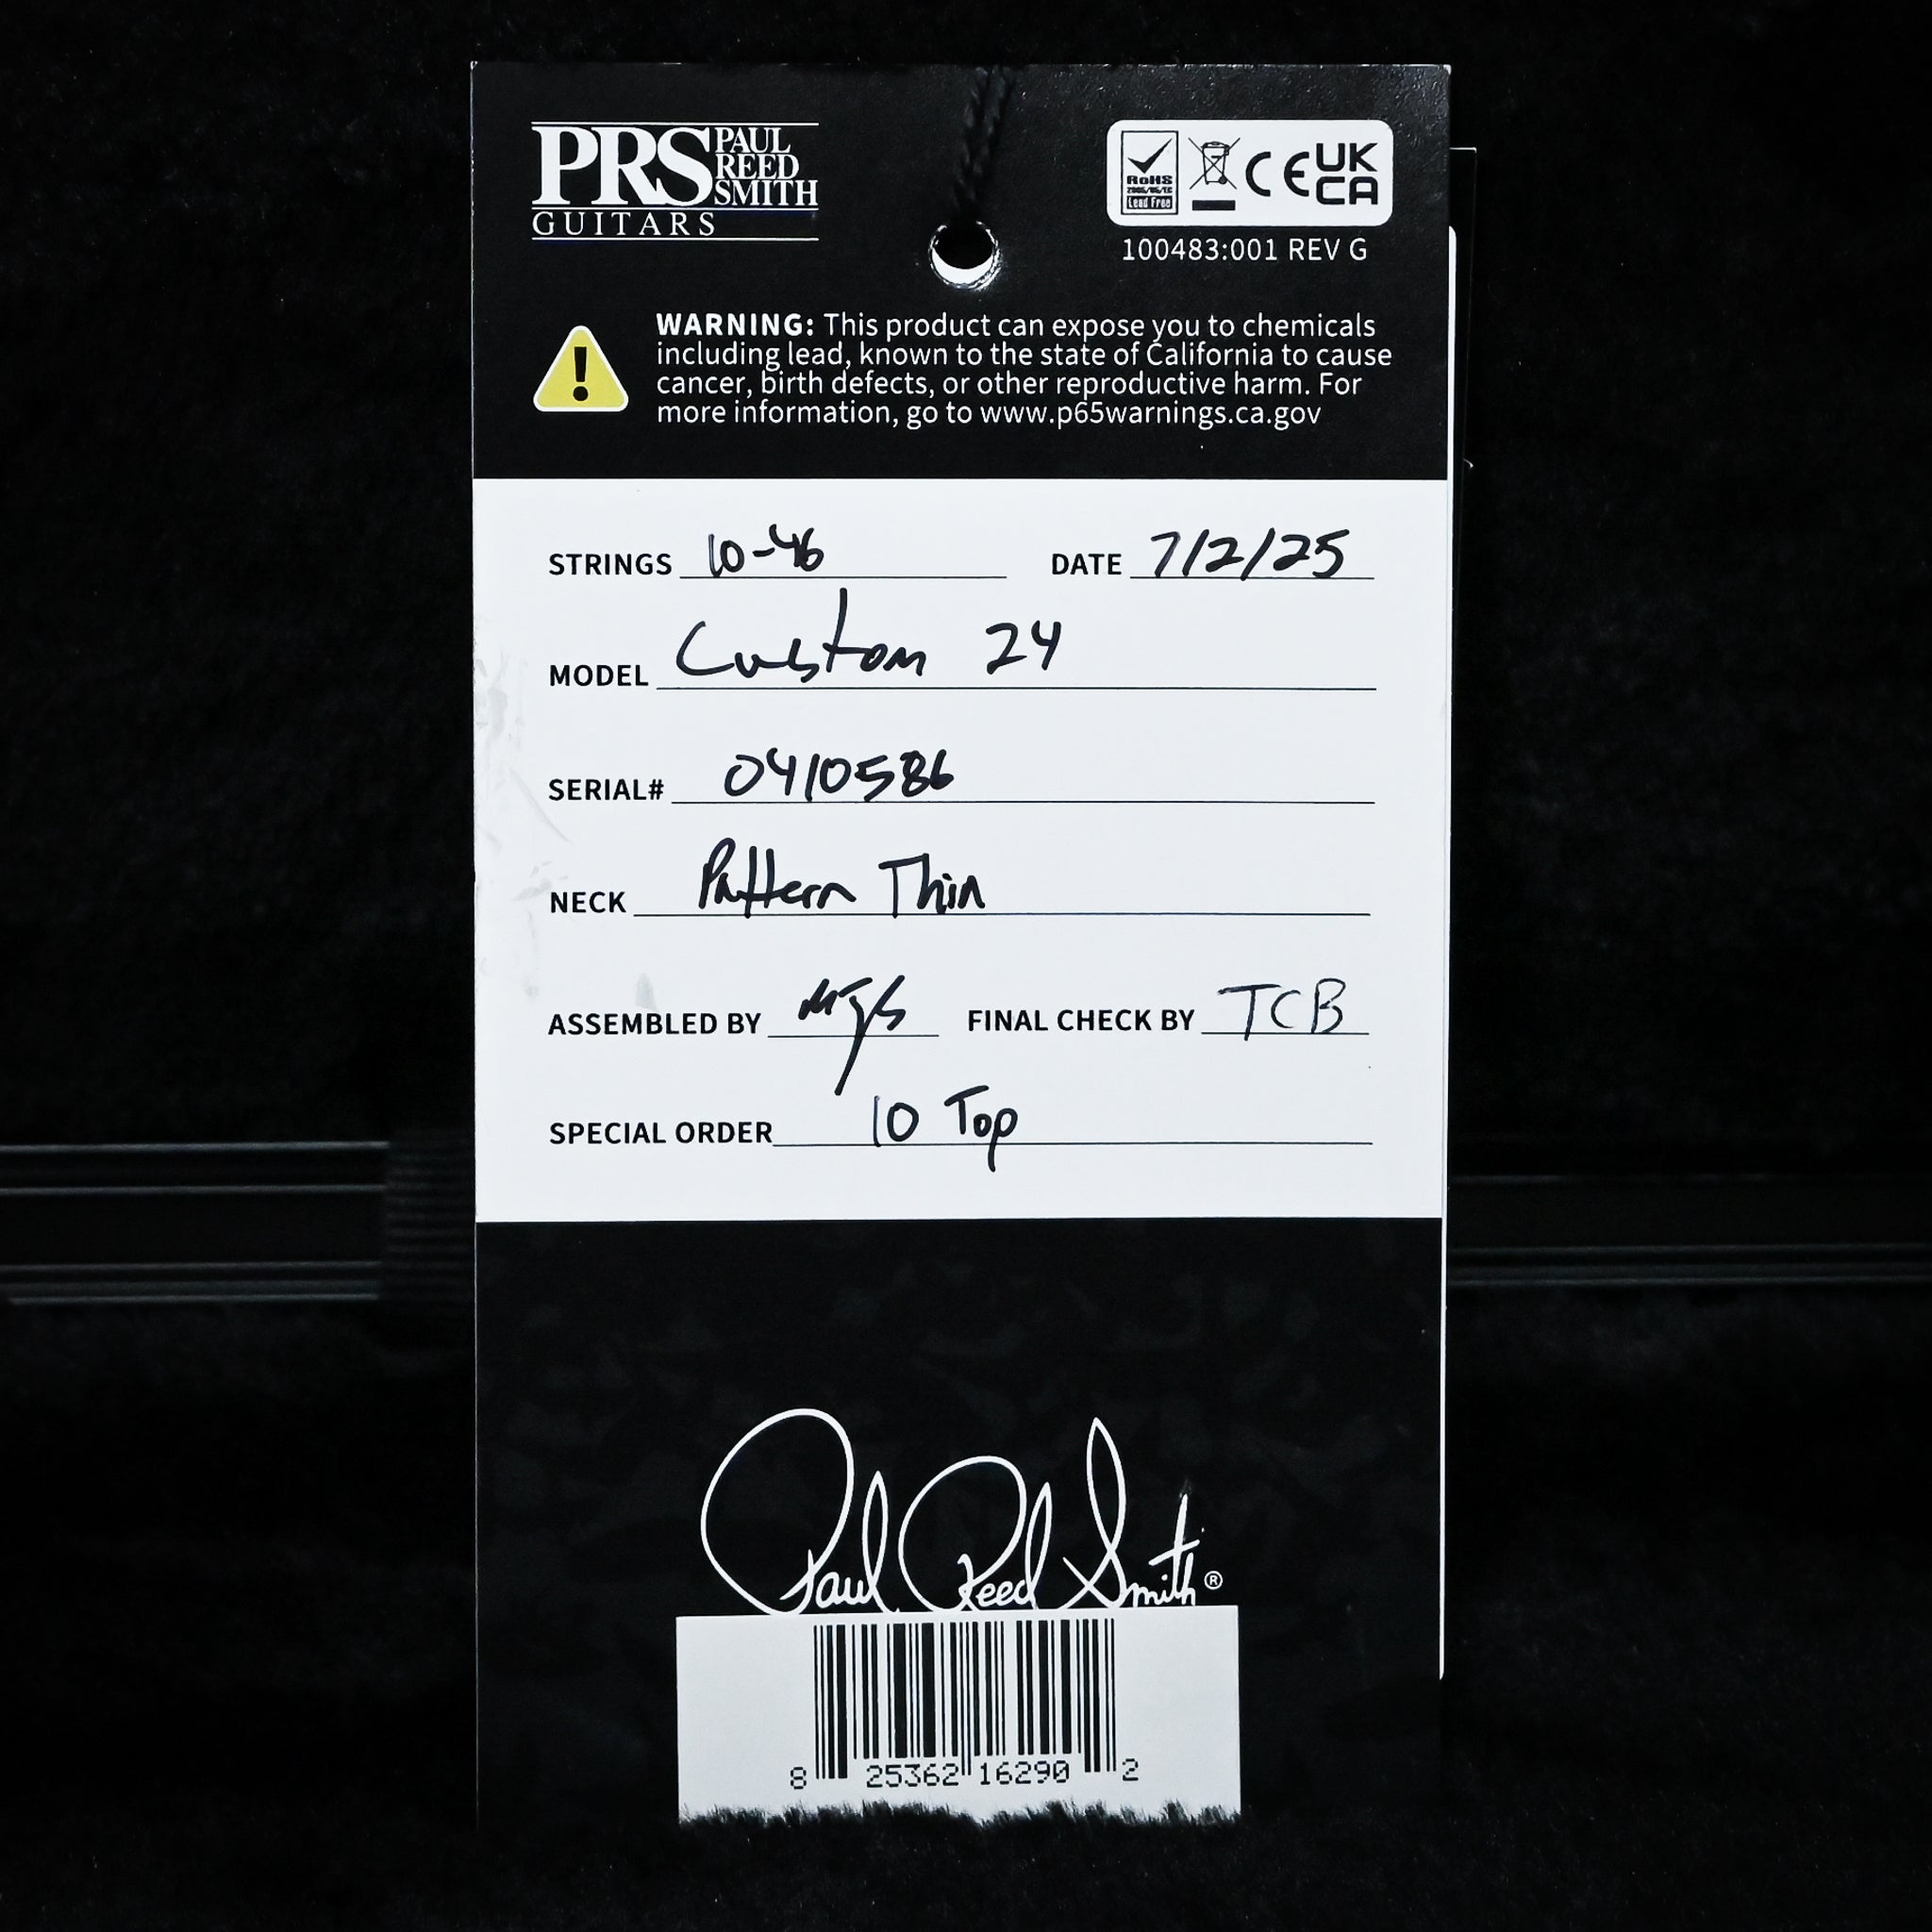 PRS PAUL REED SMITH
GUITARS
RoHS
2005/95/EC
Lead Free
CE UK CA
100483:001 REV G
WARNING: This product can expose you to chemicals
including lead, known to the state of California to cause
cancer, birth defects, or other reproductive harm. For
more information, go to www.p65warnings.ca.gov
STRINGS 10-46 DATE 7/2/25
MODEL Custom 24
SERIAL# 0410586
NECK Pattern Thin
ASSEMBLED BY FINAL CHECK BY TCB
SPECIAL ORDER 10 Top
Paul Reed Smith®
8 25362 16290 2